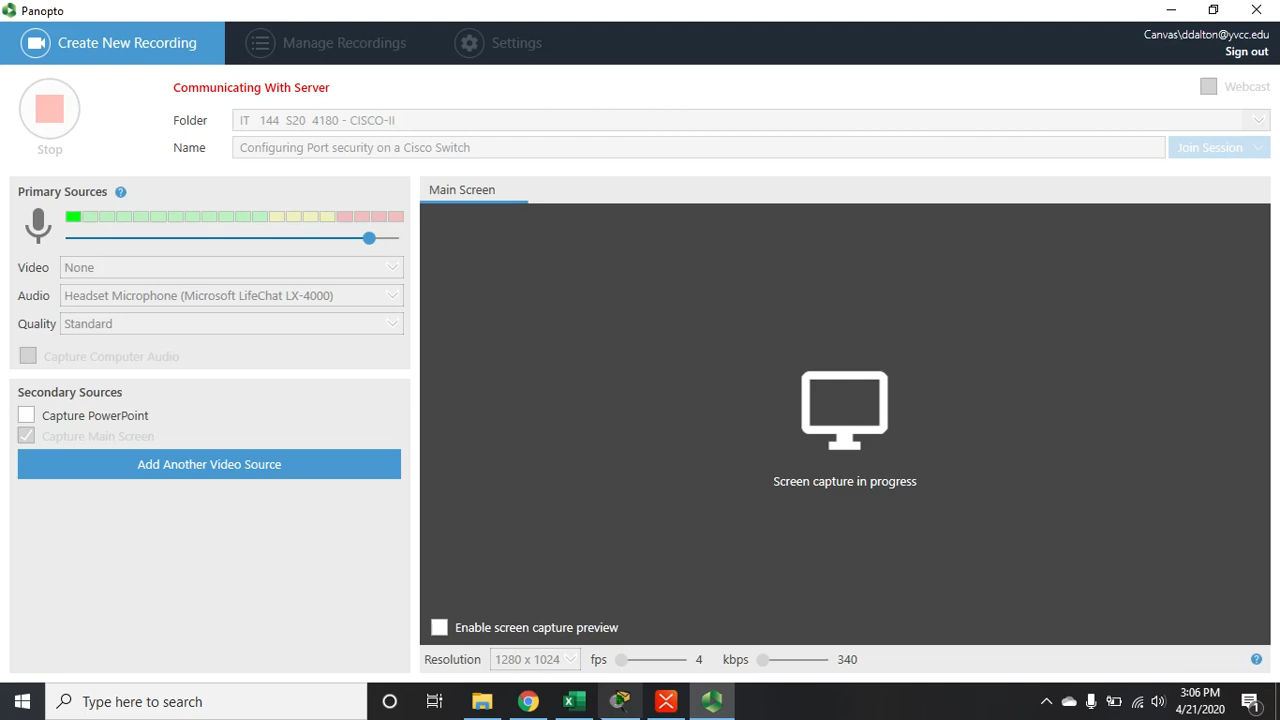 Panopto
Create New Recording
Manage Recordings
Settings
Canvas\ddalton@yvcc.edu
Sign out
Communicating With Server
Webcast
Stop
Folder
IT 144 S20 4180 - CISCO-II
Name
Configuring Port security on a Cisco Switch
Join Session
Primary Sources ?
Main Screen
Video
None
Audio
Headset Microphone (Microsoft LifeChat LX-4000)
Quality
Standard
Capture Computer Audio
Secondary Sources
Capture PowerPoint
Capture Main Screen
Add Another Video Source
Screen capture in progress
Enable screen capture preview
Resolution 1280 x 1024 fps 4 kbps 340 ?
Type here to search
3:06 PM
4/21/2020
1